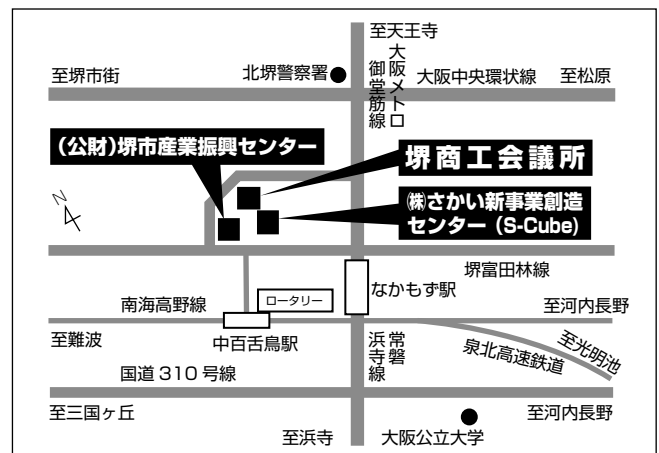 至天王寺
大阪メトロ
御堂筋線
至堺市街
北堺警察署
大阪中央環状線
至松原
(公財)堺市産業振興センター
堺商工会議所
㈱さかい新事業創造
センター (S-Cube)
N
堺富田林線
なかもず駅
ロータリー
南海高野線
至河内長野
至難波
中百舌鳥駅
常磐
浜寺線
泉北高速鉄道
至光明池
国道310号線
至三国ヶ丘
至河内長野
至浜寺
大阪公立大学